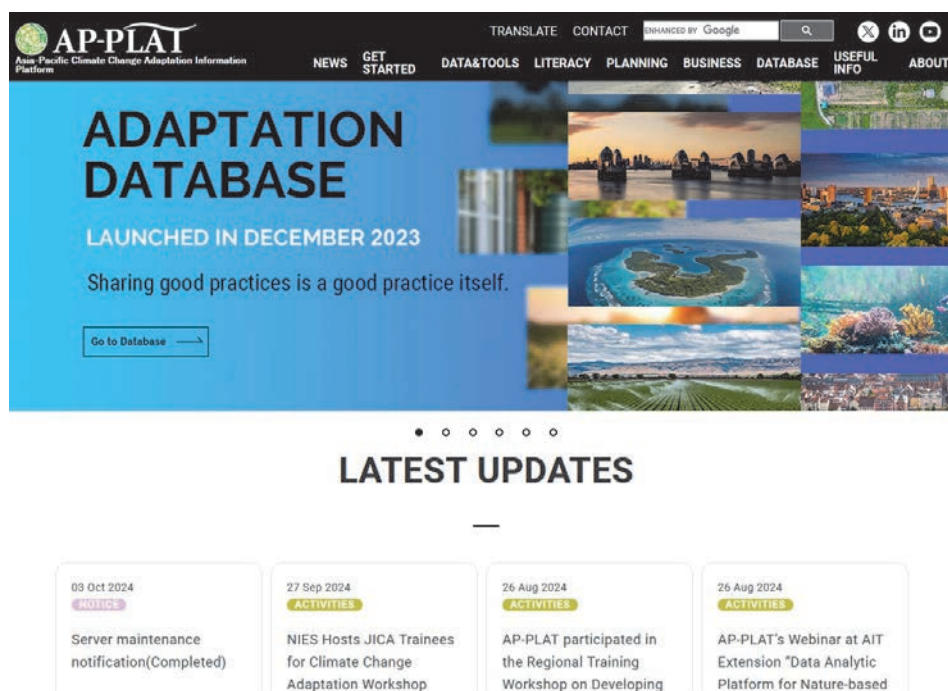 AP-PLAT
Asia-Pacific Climate Change Adaptation Information
Platform
TRANSLATE CONTACT ENHANCED BY Google
NEWS GET STARTED DATA&TOOLS LITERACY PLANNING BUSINESS DATABASE USEFUL INFO ABOUT
ADAPTATION
DATABASE
LAUNCHED IN DECEMBER 2023
Sharing good practices is a good practice itself.
Go to Database
LATEST UPDATES
03 Oct 2024
NOTICE
Server maintenance
notification(Completed)
27 Sep 2024
ACTIVITIES
NIES Hosts JICA Trainees
for Climate Change
Adaptation Workshop
26 Aug 2024
ACTIVITIES
AP-PLAT participated in
the Regional Training
Workshop on Developing
26 Aug 2024
ACTIVITIES
AP-PLAT's Webinar at AIT
Extension "Data Analytic
Platform for Nature-based